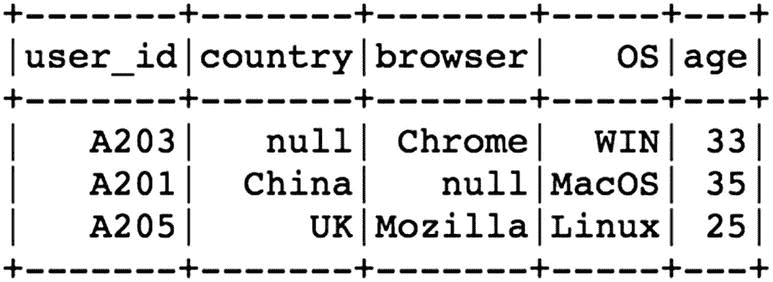 +-------+-------+-------+-----+---+
|user_id|country|browser|   OS|age|
+-------+-------+-------+-----+---+
|   A203|   null| Chrome|  WIN| 33|
|   A201|  China|   null|MacOS| 35|
|   A205|     UK|Mozilla|Linux| 25|
+-------+-------+-------+-----+---+